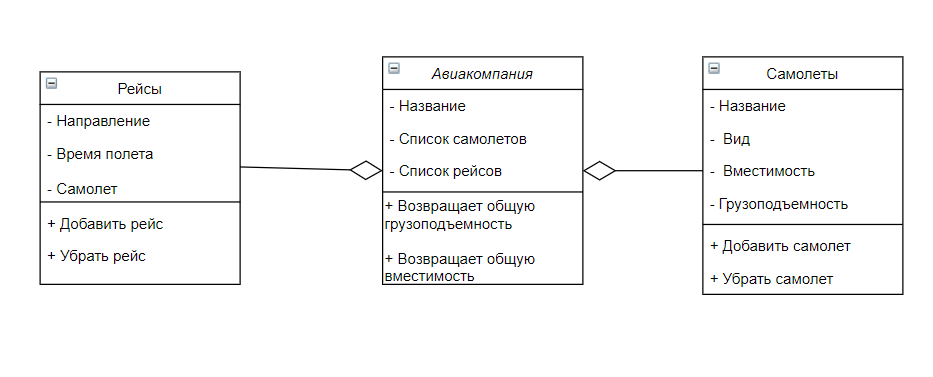 Рейсы
- Направление
- Время полета
- Самолет
+ Добавить рейс
+ Убрать рейс
Авиакомпания
- Название
- Список самолетов
- Список рейсов
+ Возвращает общую
грузоподъемность
+ Возвращает общую
вместимость
Самолеты
- Название
- Вид
- Вместимость
- Грузоподъемность
+ Добавить самолет
+ Убрать самолет